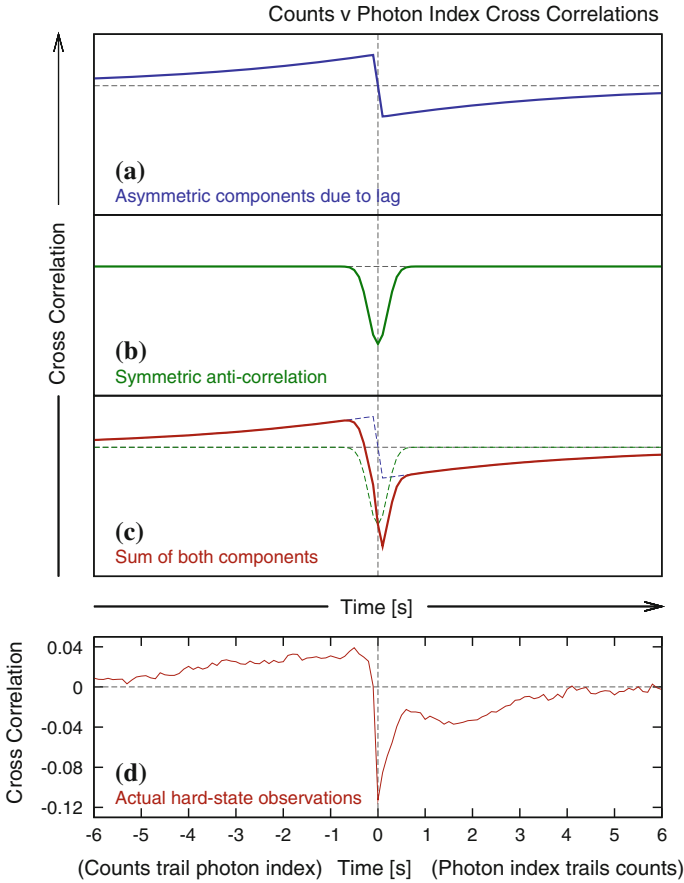 Counts v Photon Index Cross Correlations
Cross Correlation
(a)
Asymmetric components due to lag
(b)
Symmetric anti-correlation
(c)
Sum of both components
Time [s]
Cross Correlation
0.04
0
-0.04
-0.08
-0.12
(d)
Actual hard-state observations
-6 -5 -4 -3 -2 -1 0 1 2 3 4 5 6
(Counts trail photon index) Time [s] (Photon index trails counts)